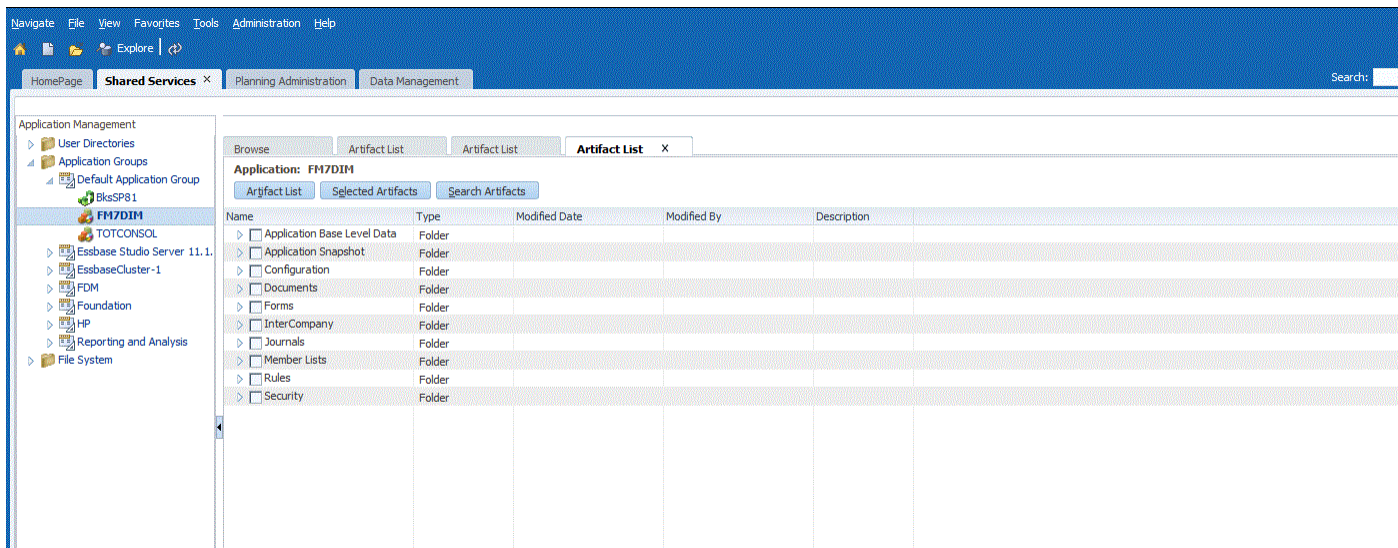 Navigate File View Favorites Tools Administration Help
Explore
HomePage Shared Services X Planning Administration Data Management Search:
Application Management
User Directories
Application Groups
Default Application Group
BksSP81
FM7DIM
TOTCONSOL
Essbase Studio Server 11.1.
EssbaseCluster-1
FDM
Foundation
HP
Reporting and Analysis
File System
Browse Artifact List Artifact List Artifact List X
Application: FM7DIM
Artifact List Selected Artifacts Search Artifacts
Name Type Modified Date Modified By Description
Application Base Level Data Folder
Application Snapshot Folder
Configuration Folder
Documents Folder
Forms Folder
InterCompany Folder
Journals Folder
Member Lists Folder
Rules Folder
Security Folder